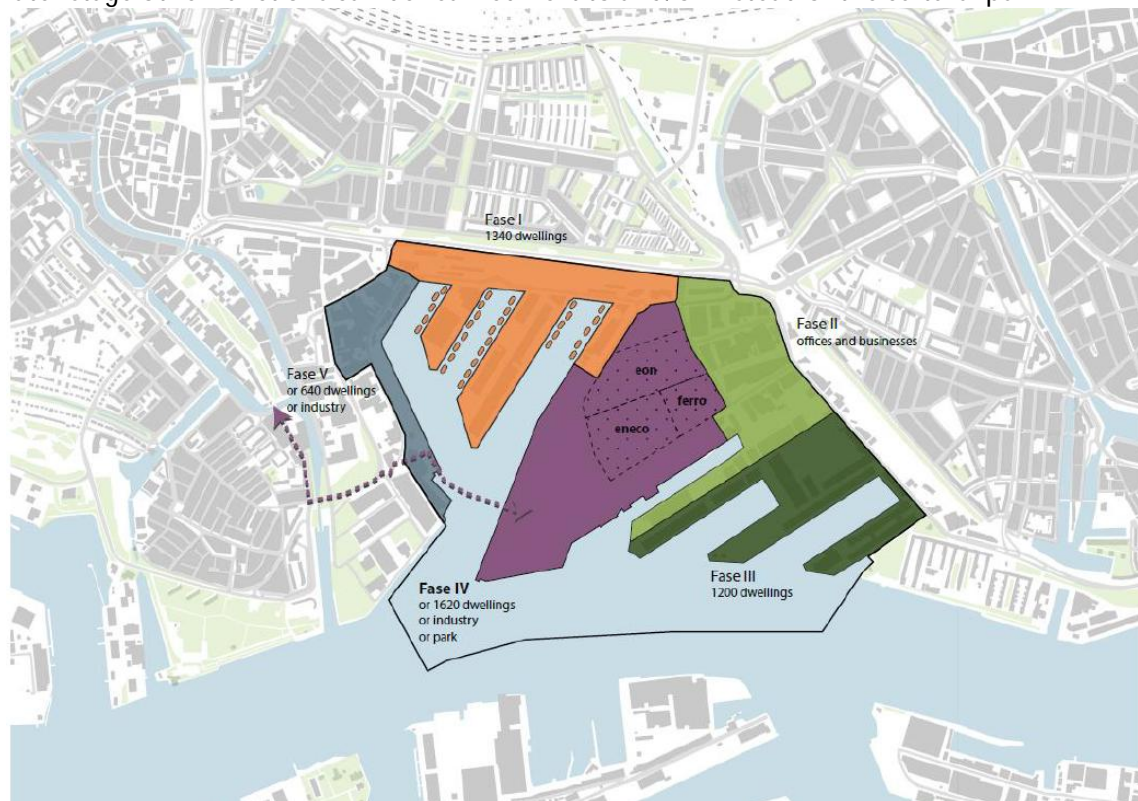 Fase I
1340 dwellings
Fase II
offices and businesses
eon
ferro
eneco
Fase V
or 640 dwellings
or industry
Fase III
1200 dwellings
Fase IV
or 1620 dwellings
or industry
or park